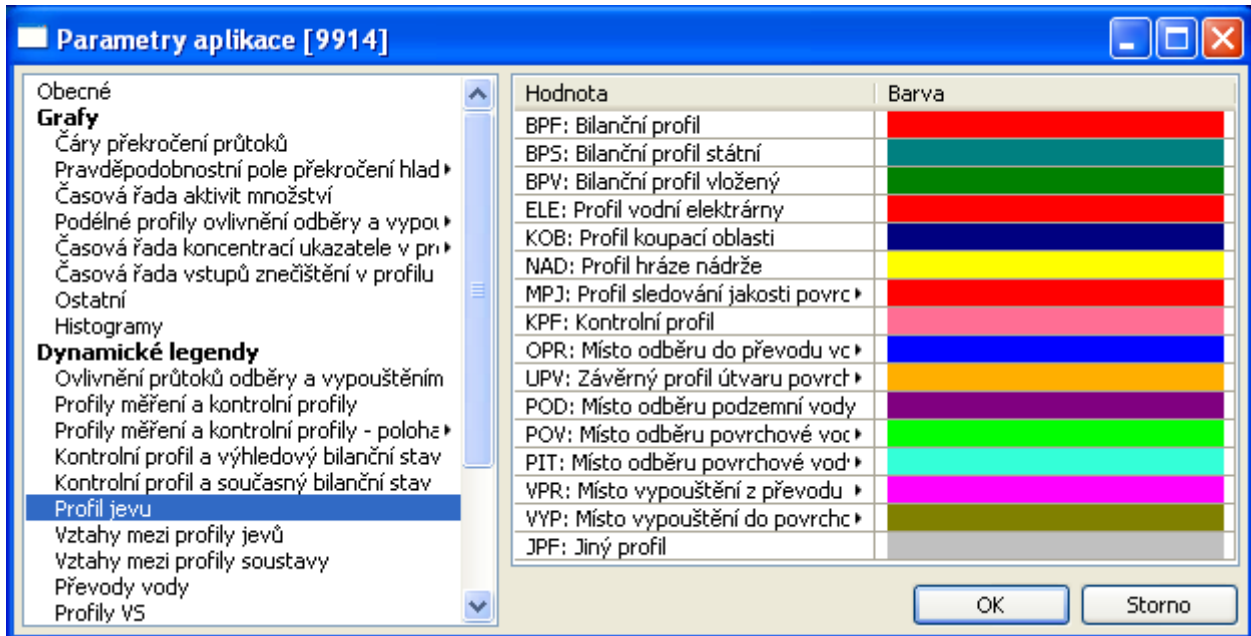 Parametry aplikace [9914]
Obecné
Grafy
Čáry překročení průtoků
Pravděpodobnostní pole překročení hlad
Časová řada aktivit množství
Podélné profily ovlivnění odběry a vypou
Časová řada koncentrací ukazatele v pro
Časová řada vstupů znečištění v profilu
Ostatní
Histogramy
Dynamické legendy
Ovlivnění průtoků odběry a vypouštěním
Profily měření a kontrolní profily
Profily měření a kontrolní profily - poloha
Kontrolní profil a výhledový bilanční stav
Kontrolní profil a současný bilanční stav
Profil jevu
Vztahy mezi profily jevů
Vztahy mezi profily soustavy
Převody vody
Profily VS
Hodnota Barva
BPF: Bilanční profil
BPS: Bilanční profil státní
BPV: Bilanční profil vložený
ELE: Profil vodní elektrárny
KOB: Profil koupací oblasti
NAD: Profil hráze nádrže
MPJ: Profil sledování jakosti povrc
KPF: Kontrolní profil
OPR: Místo odběru do převodu vc
UPV: Závěrný profil útvaru povrch
POD: Místo odběru podzemní vody
POV: Místo odběru povrchové voc
PIT: Místo odběru povrchové vod
VPR: Místo vypouštění z převodu
VYP: Místo vypouštění do povrchc
JPF: Jiný profil
OK Storno